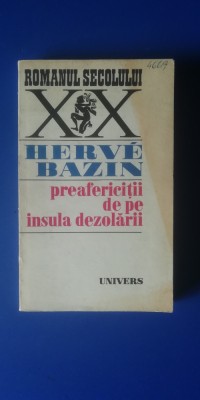 ROMANUL SECOLULUI
XX
HERVÉ
BAZIN
preafericiții
de pe
insula dezolării
UNIVERS